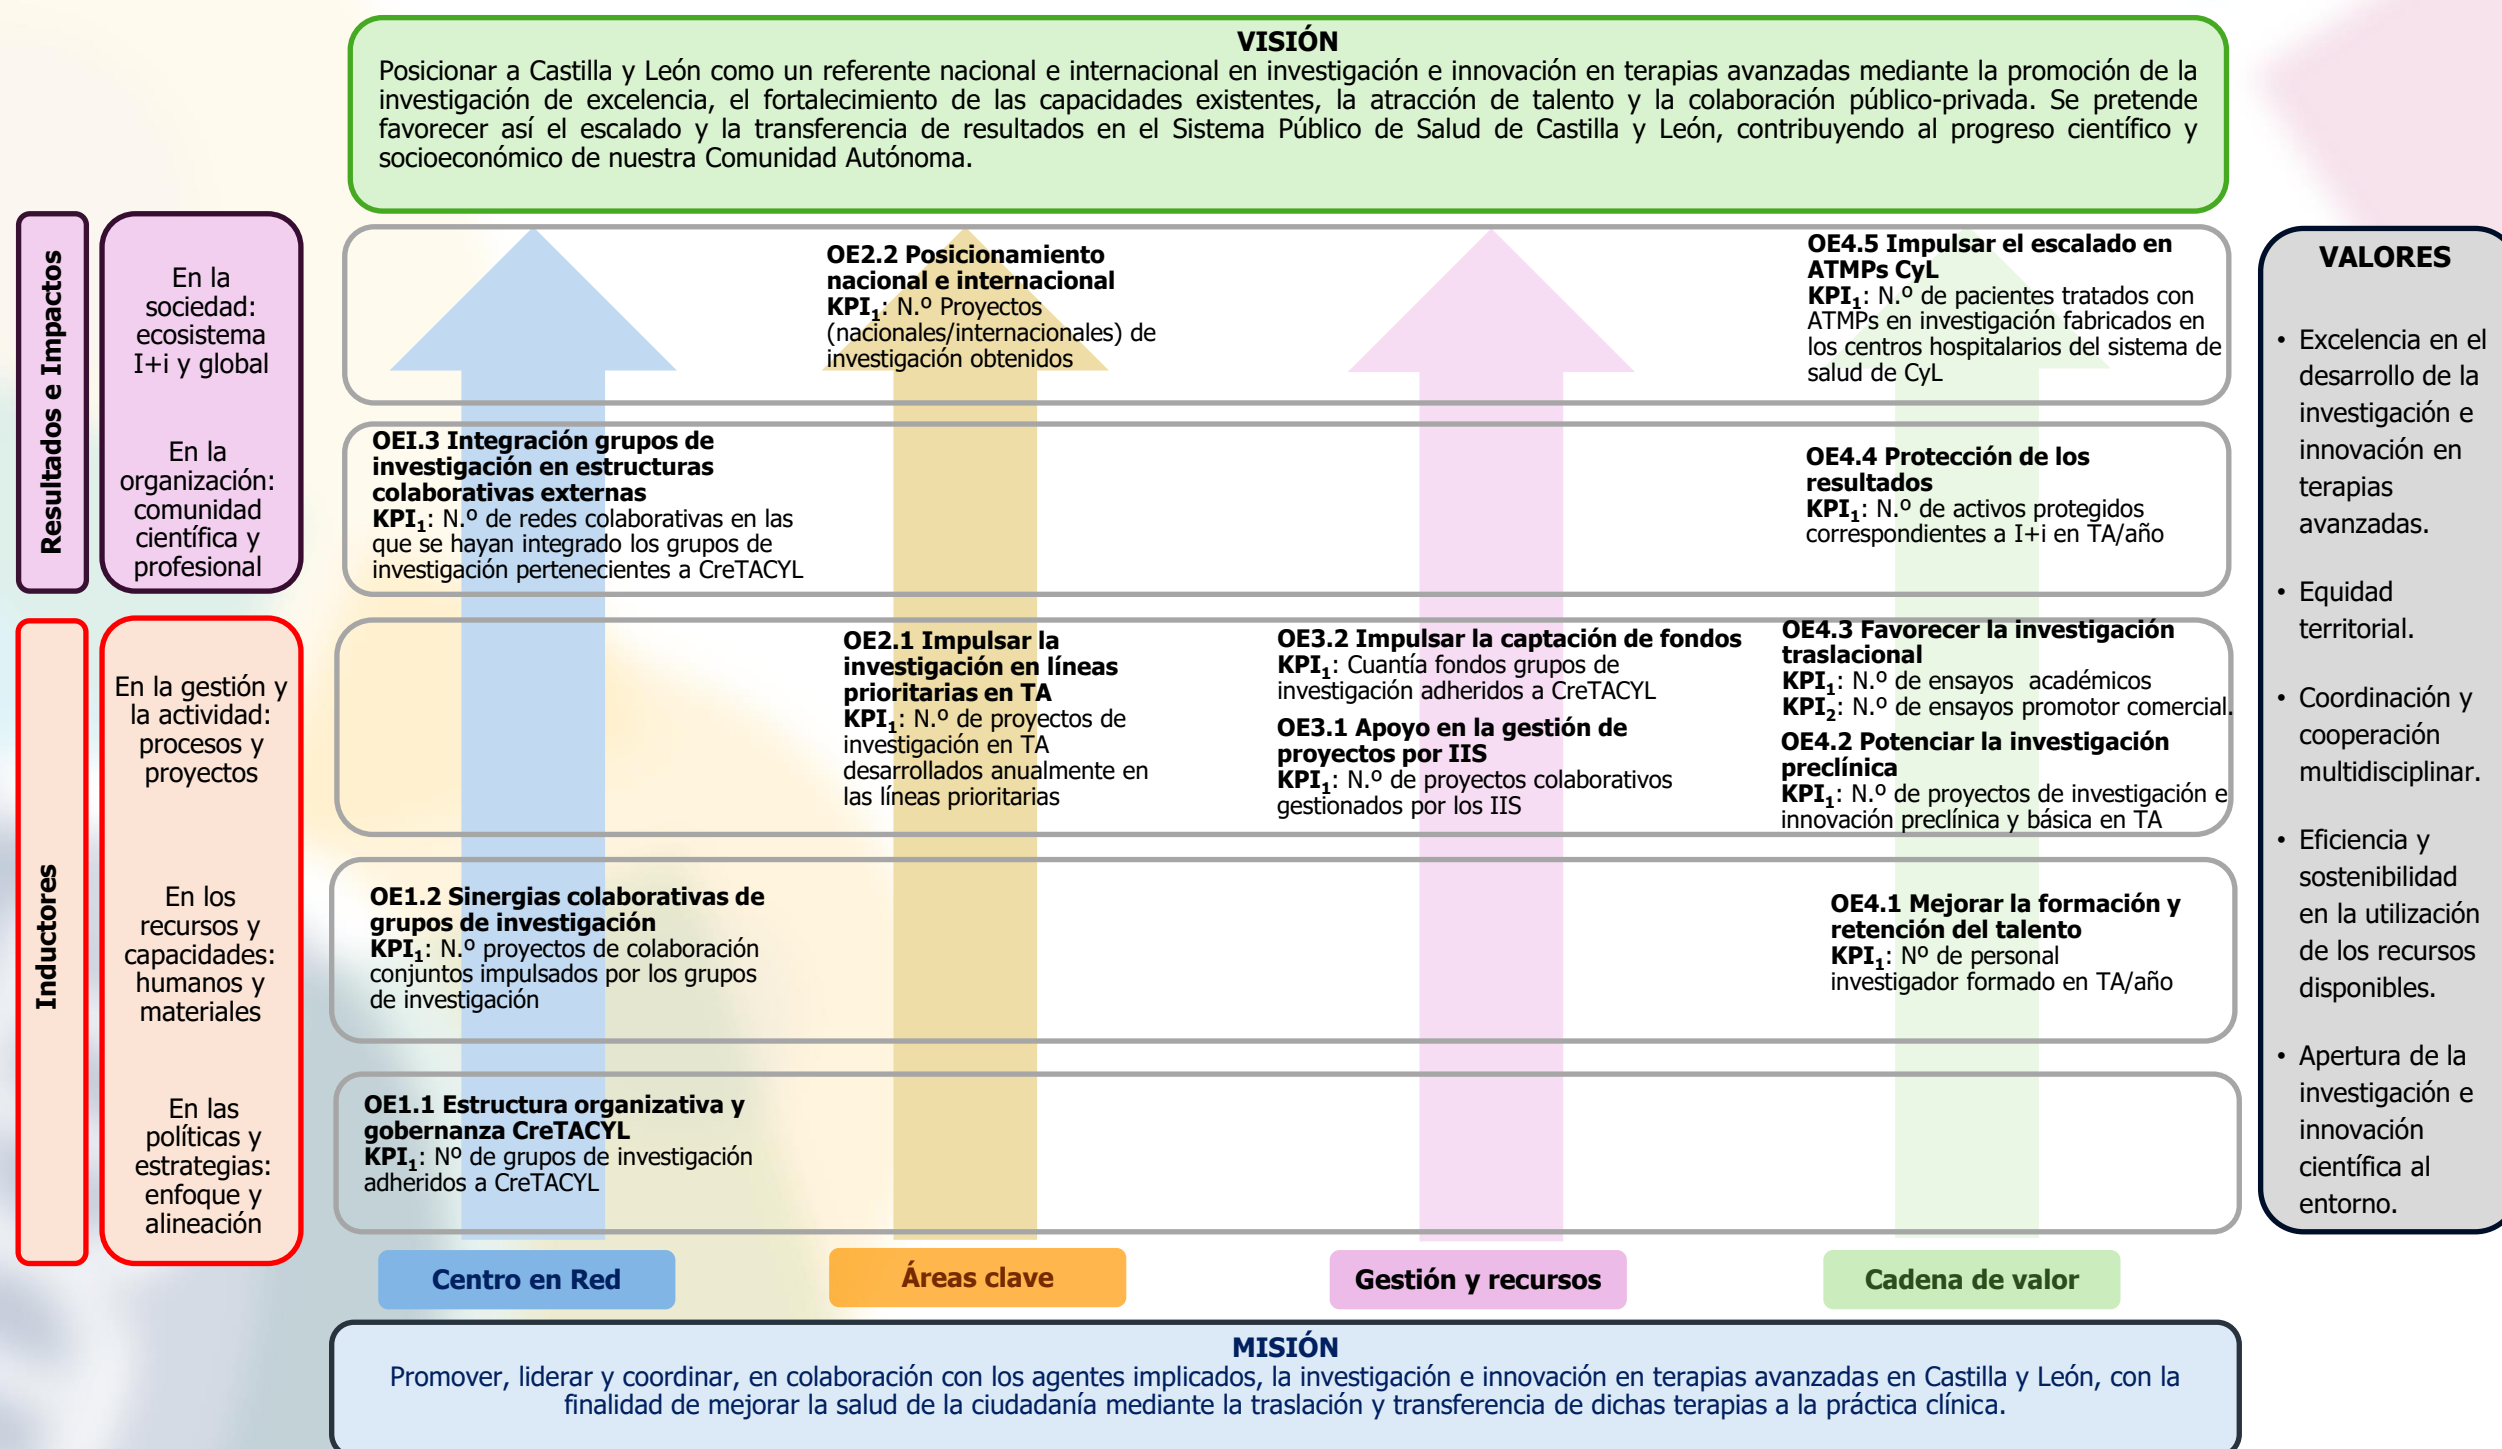 VISIÓN
Posicionar a Castilla y León como un referente nacional e internacional en investigación e innovación en terapias avanzadas mediante la promoción de la
investigación de excelencia, el fortalecimiento de las capacidades existentes, la atracción de talento y la colaboración público-privada. Se pretende
favorecer así el escalado y la transferencia de resultados en el Sistema Público de Salud de Castilla y León, contribuyendo al progreso científico y
socioeconómico de nuestra Comunidad Autónoma.
Resultados e Impactos
En la
sociedad:
ecosistema
I+i y global
OE2.2 Posicionamiento
nacional e internacional
KPI1: N.º Proyectos
(nacionales/internacionales) de
investigación obtenidos
OE4.5 Impulsar el escalado en
ATMPs CyL
KPI1: N.º de pacientes tratados con
ATMPs en investigación fabricados en
los centros hospitalarios del sistema de
salud de CyL
En la
organización:
comunidad
científica y
profesional
OEI.3 Integración grupos de
investigación en estructuras
colaborativas externas
KPI1: N.º de redes colaborativas en las
que se hayan integrado los grupos de
investigación pertenecientes a CreTACYL
OE4.4 Protección de los
resultados
KPI1: N.º de activos protegidos
correspondientes a I+i en TA/año
Inductores
En la gestión y
la actividad:
procesos y
proyectos
OE2.1 Impulsar la
investigación en líneas
prioritarias en TA
KPI1: N.º de proyectos de
investigación en TA
desarrollados anualmente en
las líneas prioritarias
OE3.2 Impulsar la captación de fondos
KPI1: Cuantía fondos grupos de
investigación adheridos a CreTACYL
OE3.1 Apoyo en la gestión de
proyectos por IIS
KPI1: N.º de proyectos colaborativos
gestionados por los IIS
OE4.3 Favorecer la investigación
traslacional
KPI1: N.º de ensayos académicos
KPI2: N.º de ensayos promotor comercial.
OE4.2 Potenciar la investigación
preclínica
KPI1: N.º de proyectos de investigación e
innovación preclínica y básica en TA
En los
recursos y
capacidades:
humanos y
materiales
OE1.2 Sinergias colaborativas de
grupos de investigación
KPI1: N.º proyectos de colaboración
conjuntos impulsados por los grupos
de investigación
OE4.1 Mejorar la formación y
retención del talento
KPI1: Nº de personal
investigador formado en TA/año
En las
políticas y
estrategias:
enfoque y
alineación
OE1.1 Estructura organizativa y
gobernanza CreTACYL
KPI1: Nº de grupos de investigación
adheridos a CreTACYL
Centro en Red
Áreas clave
Gestión y recursos
Cadena de valor
MISIÓN
Promover, liderar y coordinar, en colaboración con los agentes implicados, la investigación e innovación en terapias avanzadas en Castilla y León, con la
finalidad de mejorar la salud de la ciudadanía mediante la traslación y transferencia de dichas terapias a la práctica clínica.
VALORES
• Excelencia en el
desarrollo de la
investigación e
innovación en
terapias
avanzadas.
• Equidad
territorial.
• Coordinación y
cooperación
multidisciplinar.
• Eficiencia y
sostenibilidad
en la utilización
de los recursos
disponibles.
• Apertura de la
investigación e
innovación
científica al
entorno.